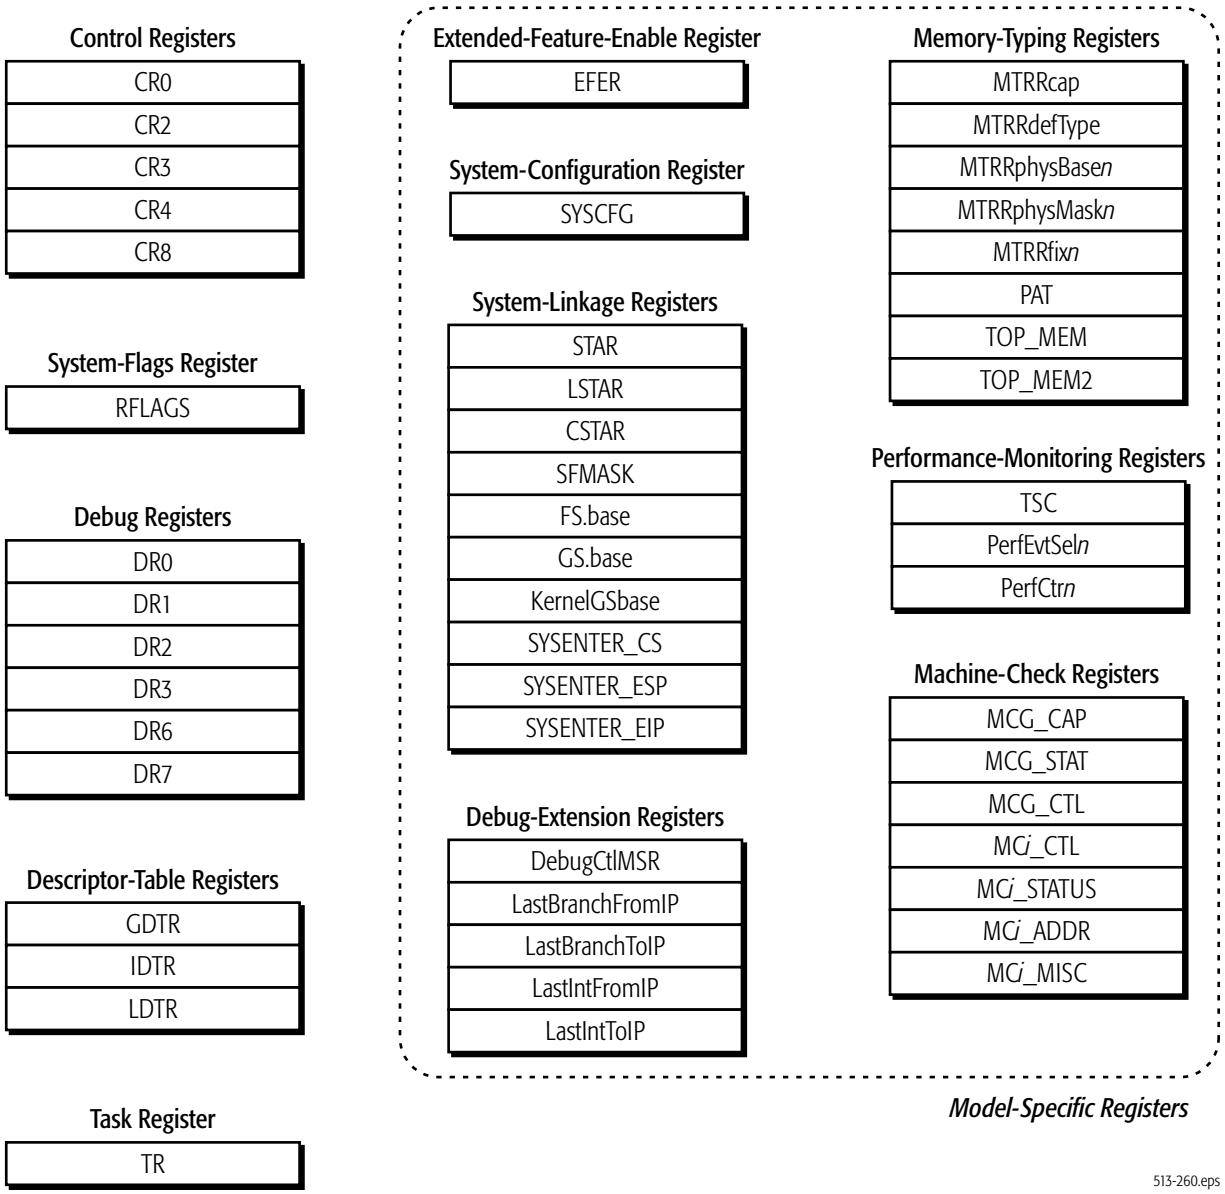 Control Registers
CR0
CR2
CR3
CR4
CR8
System-Flags Register
RFLAGS
Debug Registers
DR0
DR1
DR2
DR3
DR6
DR7
Descriptor-Table Registers
GDTR
IDTR
LDTR
Task Register
TR
Extended-Feature-Enable Register
EFER
System-Configuration Register
SYSCFG
System-Linkage Registers
STAR
LSTAR
CSTAR
SFMASK
FS.base
GS.base
KernelGSbase
SYSENTER_CS
SYSENTER_ESP
SYSENTER_EIP
Debug-Extension Registers
DebugCtlMSR
LastBranchFromIP
LastBranchToIP
LastIntFromIP
LastIntToIP
Memory-Typing Registers
MTRRcap
MTRRdefType
MTRRphysBasen
MTRRphysMaskn
MTRRfixn
PAT
TOP_MEM
TOP_MEM2
Performance-Monitoring Registers
TSC
PerfEvtSeln
PerfCtrn
Machine-Check Registers
MCG_CAP
MCG_STAT
MCG_CTL
MCi_CTL
MCi_STATUS
MCi_ADDR
MCi_MISC
Model-Specific Registers
513-260.eps